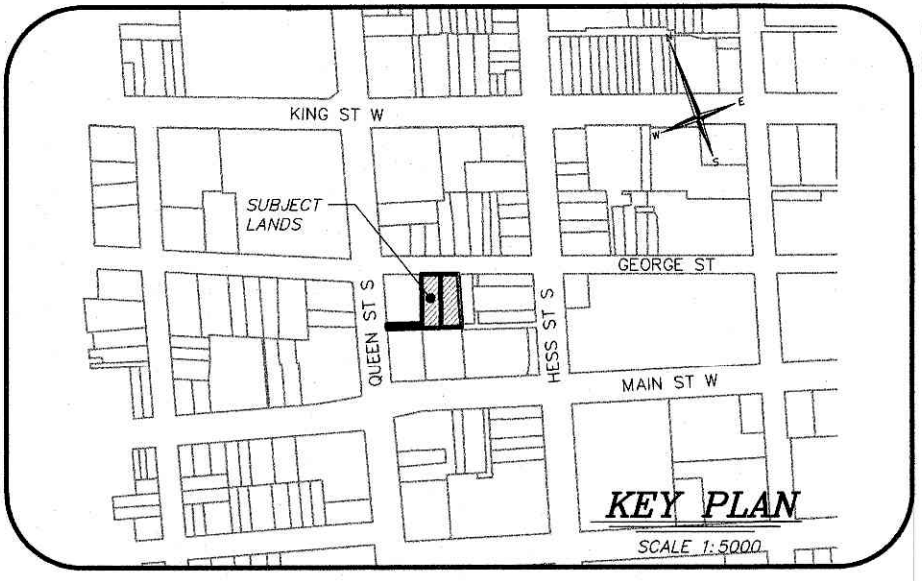 N
KING ST W
E
W
S
SUBJECT
LANDS
GEORGE ST
QUEEN ST S
HESS ST S
MAIN ST W
KEY PLAN
SCALE 1:5000